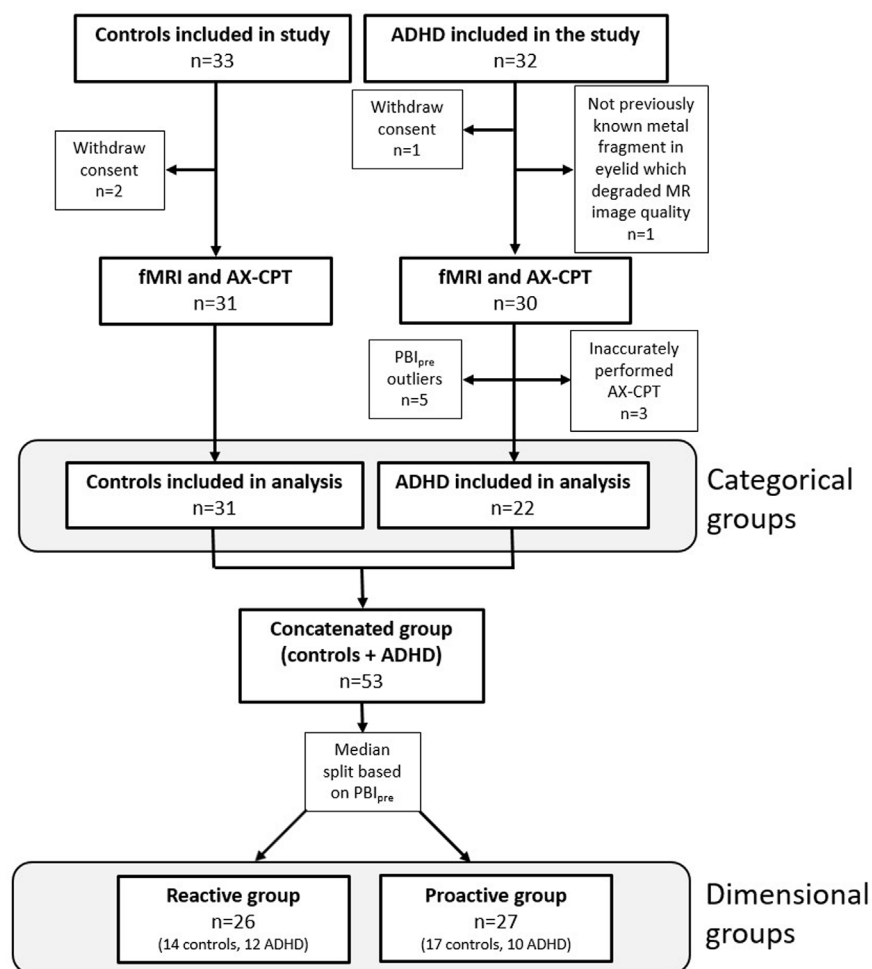 Controls included in study
n=33
ADHD included in the study
n=32
Withdraw
consent
n=2
Withdraw
consent
n=1
Not previously
known metal
fragment in
eyelid which
degraded MR
image quality
n=1
fMRI and AX-CPT
n=31
fMRI and AX-CPT
n=30
PBIpre
outliers
n=5
Inaccurately
performed
AX-CPT
n=3
Controls included in analysis
n=31
ADHD included in analysis
n=22
Categorical
groups
Concatenated group
(controls + ADHD)
n=53
Median
split based
on PBIpre
Reactive group
n=26
(14 controls, 12 ADHD)
Proactive group
n=27
(17 controls, 10 ADHD)
Dimensional
groups